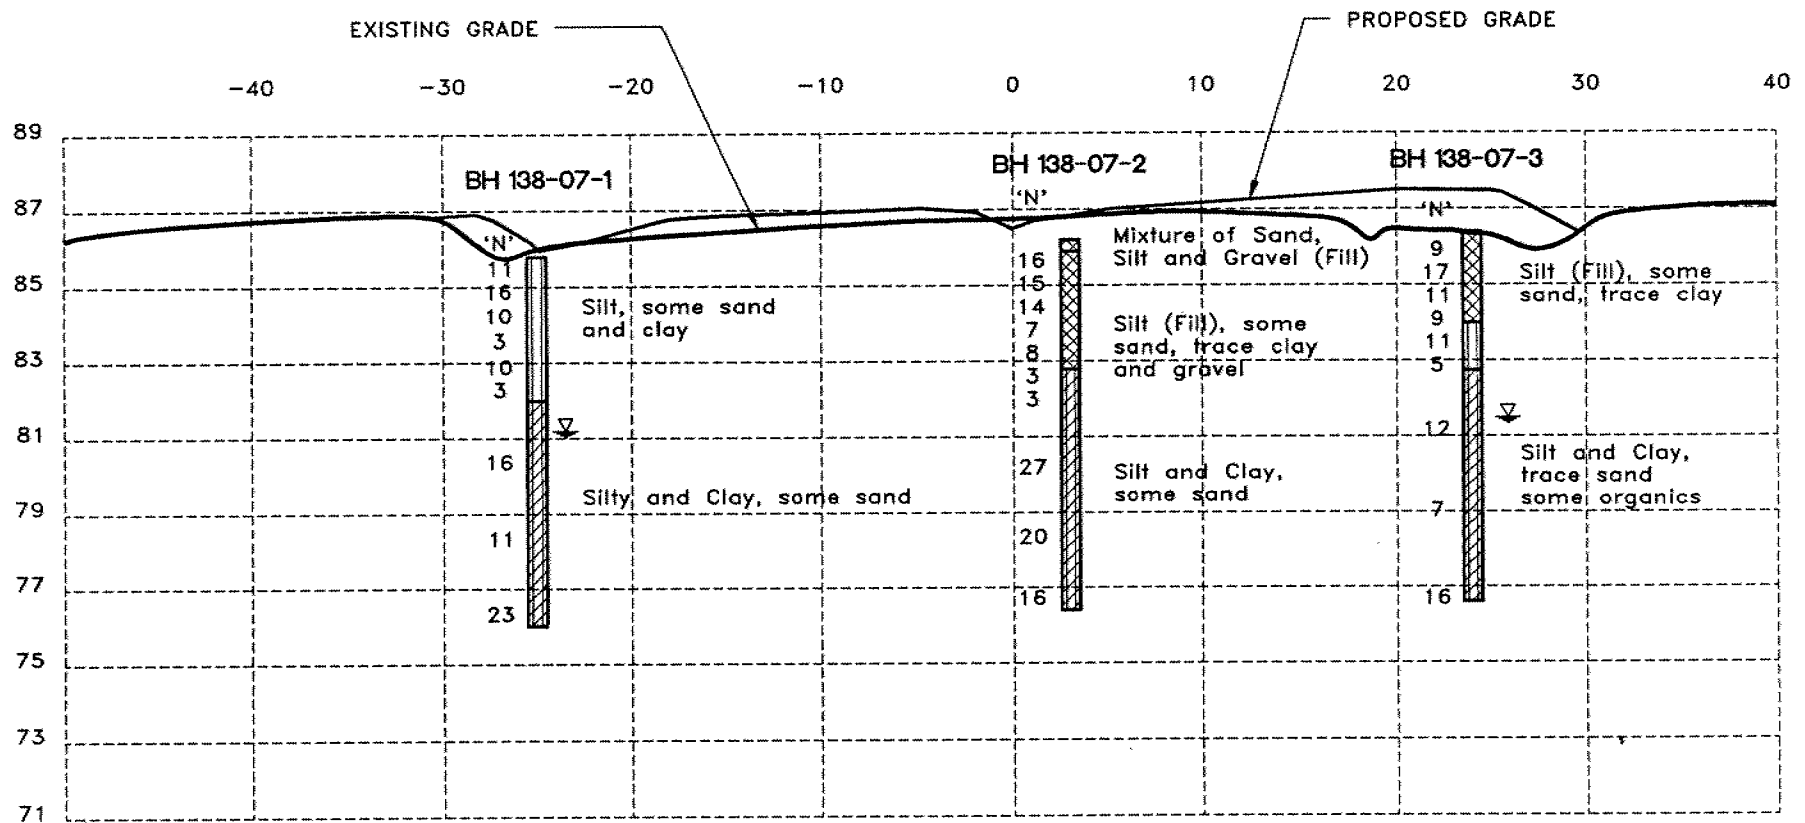 EXISTING GRADE
PROPOSED GRADE
-40 -30 -20 -10 0 10 20 30 40
89
87
85
83
81
79
77
75
73
71
BH 138-07-1
'N'
11
16
10
3
10
3
16
11
23
Silt, some sand
and clay
Silty and Clay, some sand
BH 138-07-2
'N'
16
15
14
7
8
3
3
27
20
16
Mixture of Sand,
Silt and Gravel (Fill)
Silt (Fill), some
sand, trace clay
and gravel
Silt and Clay,
some sand
BH 138-07-3
'N'
9
17
11
9
11
5
12
7
16
Silt (Fill), some
sand, trace clay
Silt and Clay,
trace sand
some organics